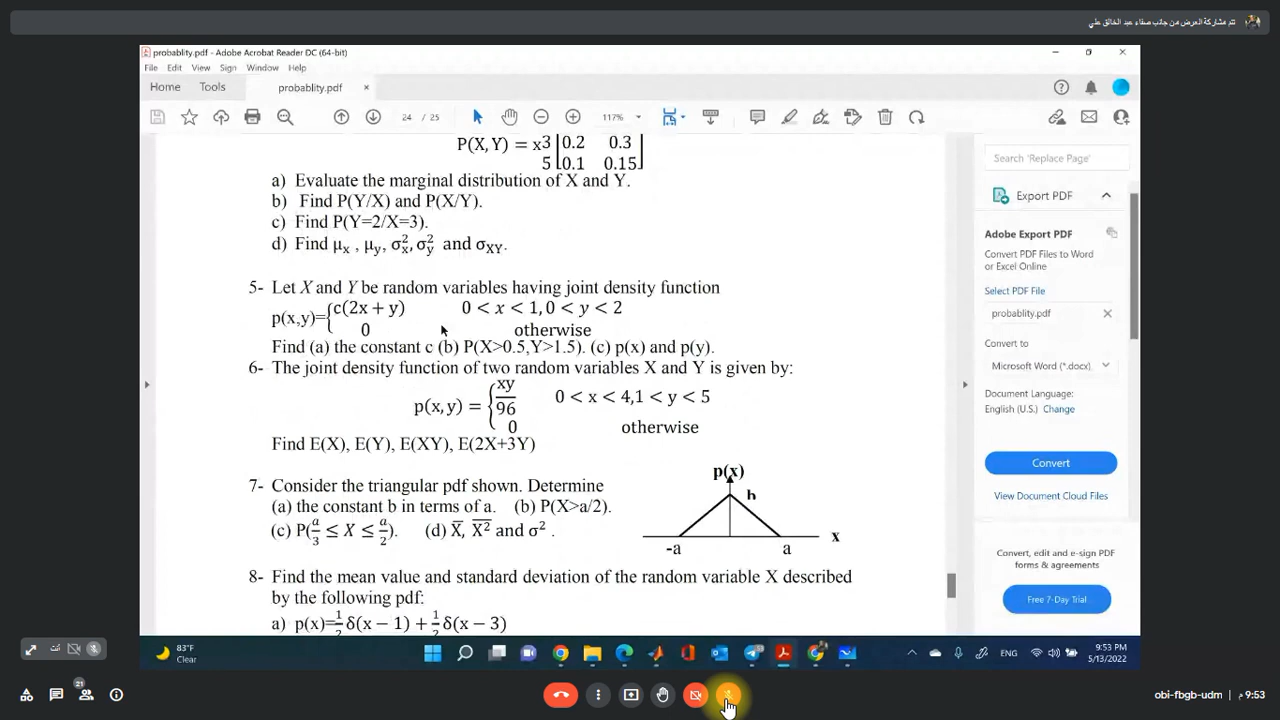 تتم مشاركة العرض من جانب صفاء عبد الخالق علي
probablity.pdf - Adobe Acrobat Reader DC (64-bit)
File Edit View Sign Window Help
Home Tools probablity.pdf ×
24 / 25 117%
P(X, Y) = x3 0.2 0.3
5 0.1 0.15
a) Evaluate the marginal distribution of X and Y.
b) Find P(Y/X) and P(X/Y).
c) Find P(Y=2/X=3).
d) Find μx , μy, σx², σy² and σXY.
5- Let X and Y be random variables having joint density function
p(x,y)={c(2x + y) 0 < x < 1, 0 < y < 2
0 otherwise
Find (a) the constant c (b) P(X>0.5,Y>1.5). (c) p(x) and p(y).
6- The joint density function of two random variables X and Y is given by:
p(x, y) = {xy/96 0 < x < 4,1 < y < 5
0 otherwise
Find E(X), E(Y), E(XY), E(2X+3Y)
7- Consider the triangular pdf shown. Determine
(a) the constant b in terms of a. (b) P(X>a/2).
(c) P(a/3 ≤ X ≤ a/2). (d) X̅, X̅² and σ² .
p(x)
b
-a a x
8- Find the mean value and standard deviation of the random variable X described
by the following pdf:
a) p(x)=½δ(x − 1) + ½δ(x − 3)
Search 'Replace Page'
Export PDF
Adobe Export PDF
Convert PDF Files to Word
or Excel Online
Select PDF File
probablity.pdf ×
Convert to
Microsoft Word (*.docx)
Document Language:
English (U.S.) Change
Convert
View Document Cloud Files
Convert, edit and e-sign PDF
forms & agreements
Free 7-Day Trial
83°F
Clear
ENG
9:53 PM
5/13/2022
أنت
21
obi-fbgb-udm
9:53 م